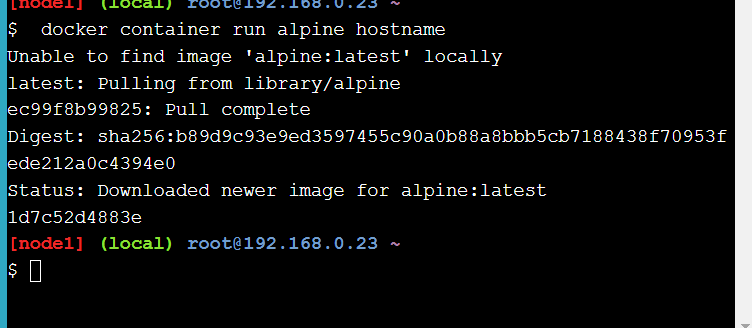 [node1] (local) root@192.168.0.23 ~
$  docker container run alpine hostname
Unable to find image 'alpine:latest' locally
latest: Pulling from library/alpine
ec99f8b99825: Pull complete
Digest: sha256:b89d9c93e9ed3597455c90a0b88a8bbb5cb7188438f70953f
ede212a0c4394e0
Status: Downloaded newer image for alpine:latest
1d7c52d4883e
[node1] (local) root@192.168.0.23 ~
$